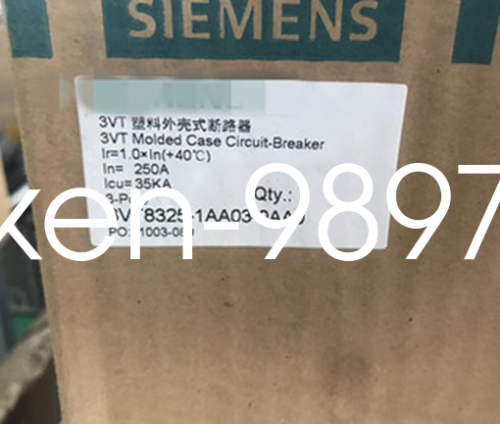 SIEMENS
3VT 塑料外壳式断路器
3VT Molded Case Circuit-Breaker
Ir=1.0×In(+40℃)
In= 250A
Icu= 35KA
Qty.:
ken-9897